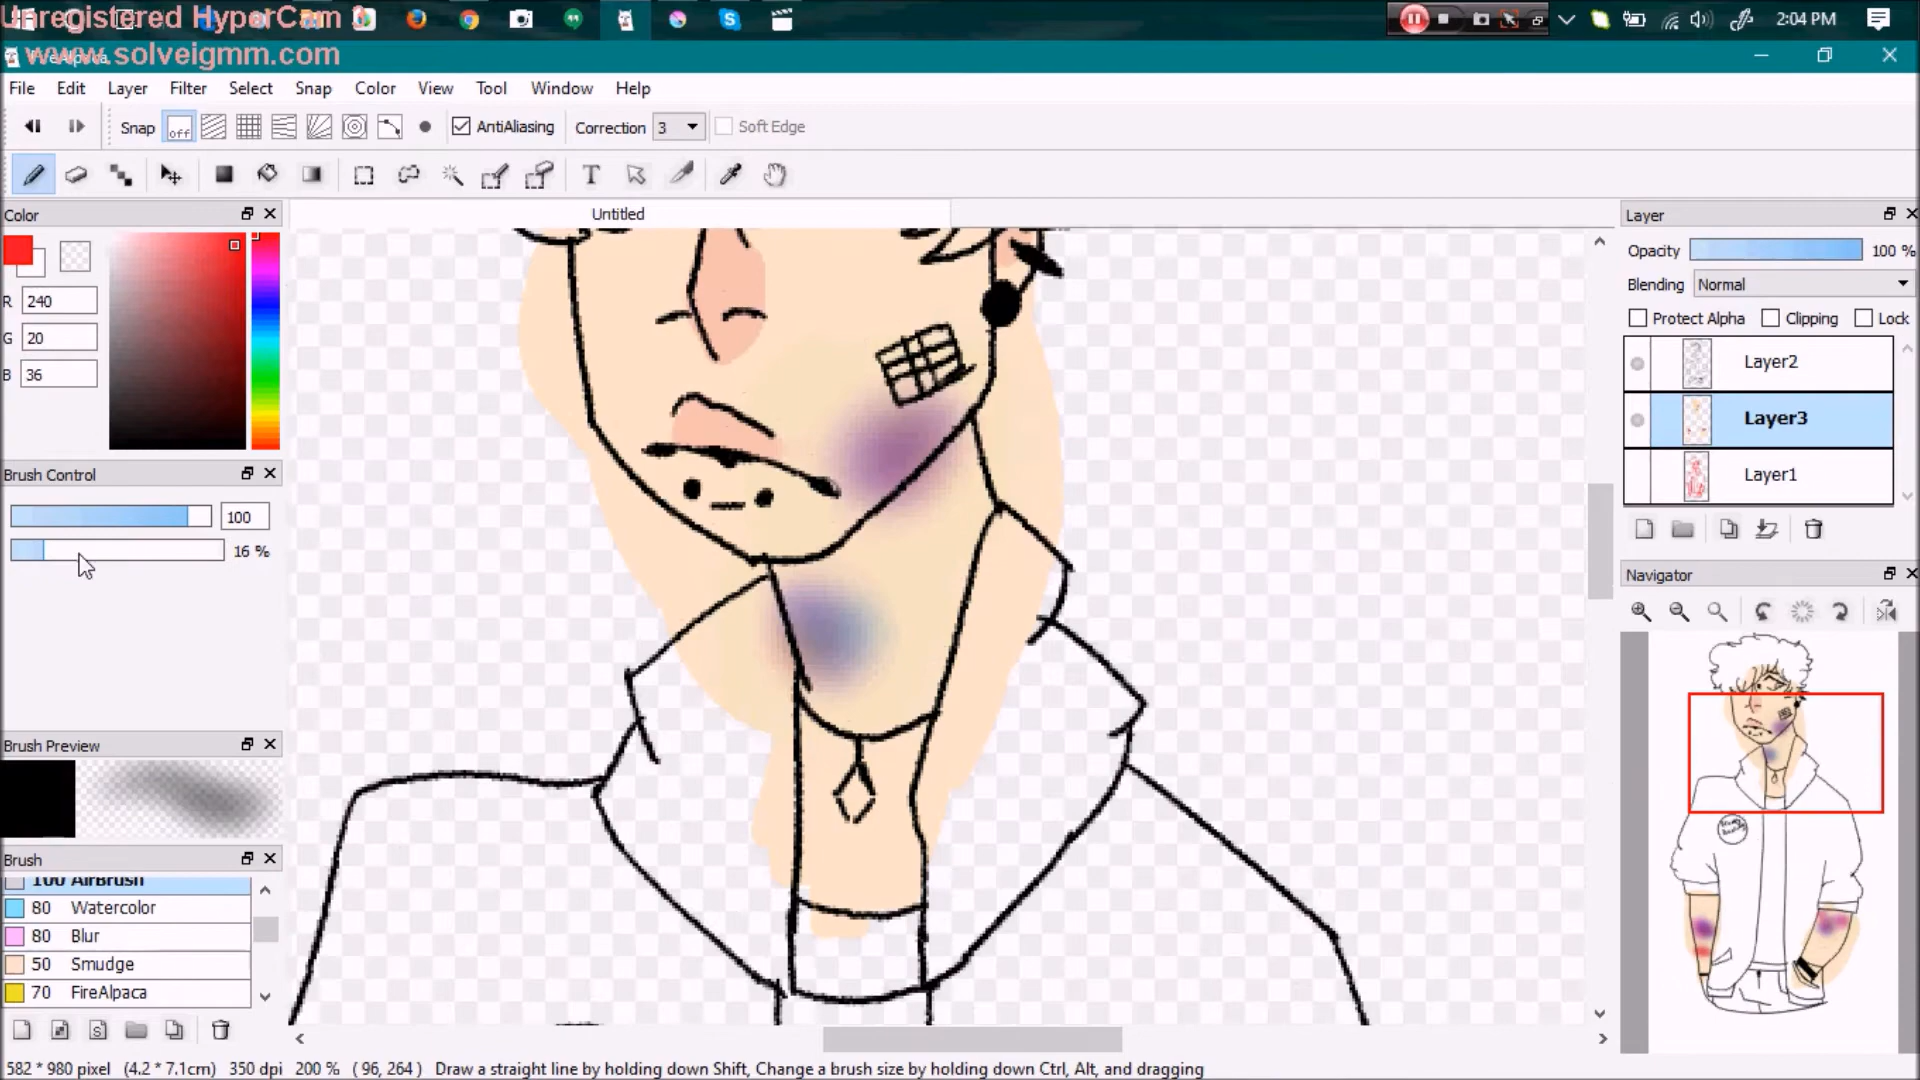 Unregistered HyperCam
2:04 PM
www.solveigmm.com
File Edit Layer Filter Select Snap Color View Tool Window Help
Snap off AntiAliasing Correction 3 Soft Edge
T
Color
Untitled
R 240
G 20
B 36
Brush Control
100
16 %
Brush Preview
Brush
100 AirBrush
80 Watercolor
80 Blur
50 Smudge
70 FireAlpaca
Layer
Opacity 100 %
Blending Normal
Protect Alpha Clipping Lock
Layer2
Layer3
Layer1
Navigator
582 * 980 pixel (4.2 * 7.1cm) 350 dpi 200 % ( 96, 264 ) Draw a straight line by holding down Shift, Change a brush size by holding down Ctrl, Alt, and dragging